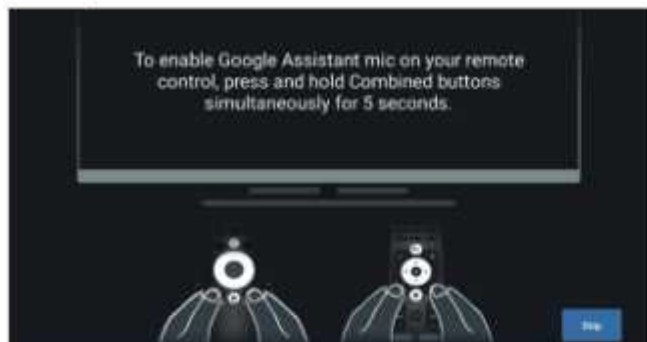 To enable Google Assistant mic on your remote
control, press and hold Combined buttons
simultaneously for 5 seconds.
Skip